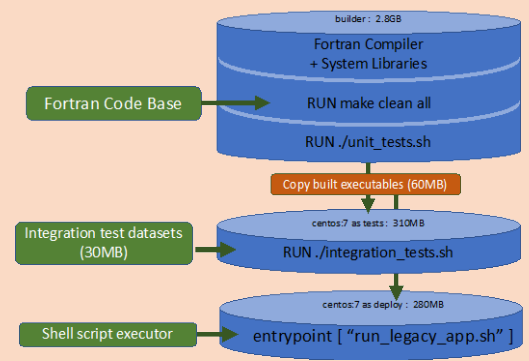 builder : 2.8GB
Fortran Compiler
+ System Libraries
Fortran Code Base
RUN make clean all
RUN ./unit_tests.sh
Copy built executables (60MB)
centos:7 as tests : 310MB
Integration test datasets
(30MB)
RUN ./integration_tests.sh
centos:7 as deploy : 280MB
Shell script executor
entrypoint [ “run_legacy_app.sh” ]